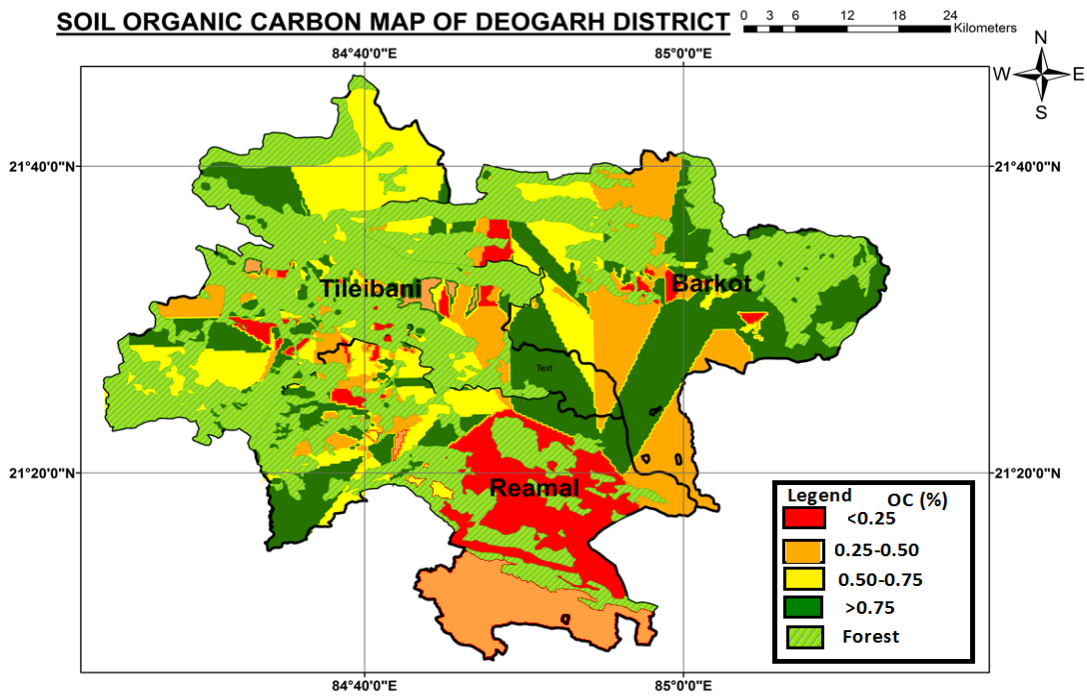 SOIL ORGANIC CARBON MAP OF DEOGARH DISTRICT
0 3 6 12 18 24
Kilometers
N
W E
S
84°40'0"E 85°0'0"E
21°40'0"N 21°40'0"N
Tileibani Barkot
Text
21°20'0"N 21°20'0"N
Reamal
Legend OC (%)
<0.25
0.25-0.50
0.50-0.75
>0.75
Forest
84°40'0"E 85°0'0"E